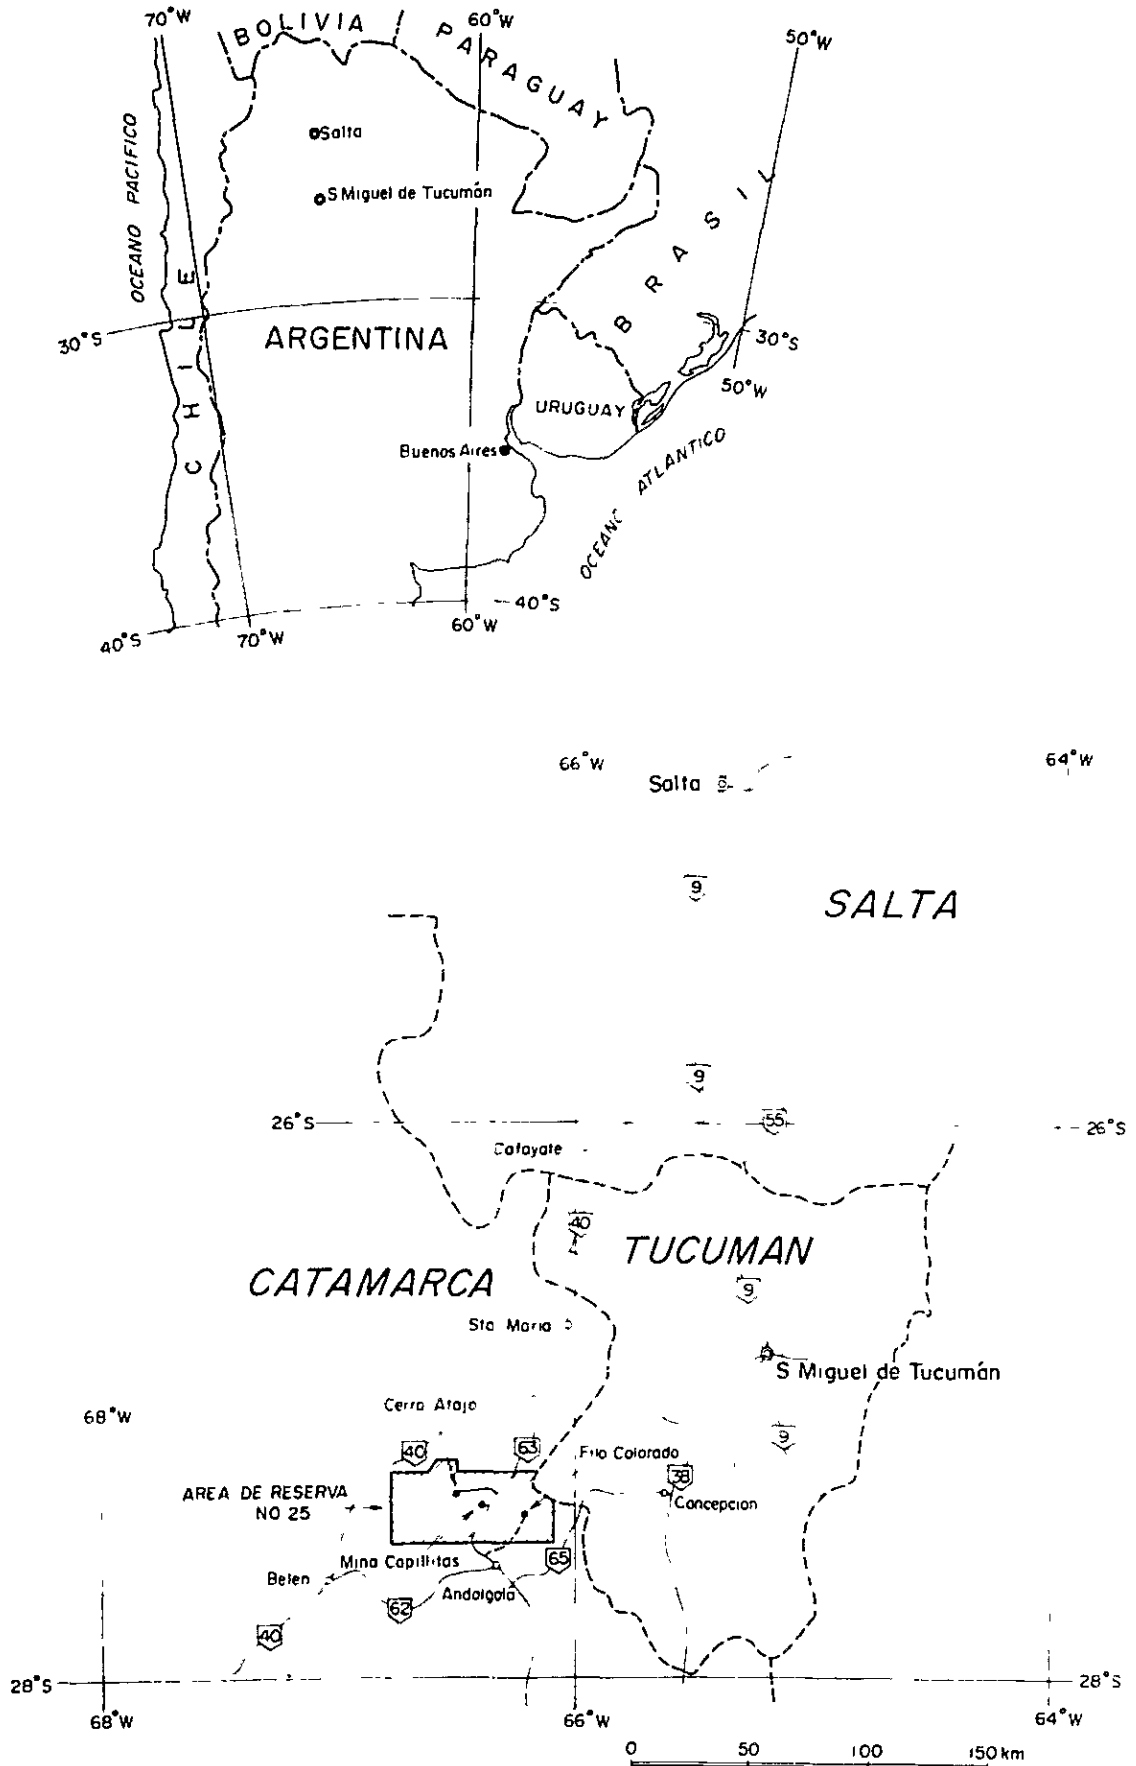 70°W
60°W
50°W
BOLIVIA
PARAGUAY
OCEANO PACIFICO
Salta
S Miguel de Tucumán
BRASIL
CHILE
30°S
ARGENTINA
30°S
50°W
URUGUAY
Buenos Aires
OCEANO ATLANTICO
40°S
40°S
70°W
60°W
66°W
64°W
Salta
9
SALTA
9
26°S
55
26°S
Cafayate
40
TUCUMAN
CATAMARCA
9
Sta Maria
S Miguel de Tucumán
68°W
Cerro Atajo
9
40
63
Filo Colorado
38
AREA DE RESERVA
NO 25
Concepcion
Mina Capillitas
65
Belen
Andalgala
62
40
28°S
28°S
68°W
66°W
64°W
0 50 100 150 km